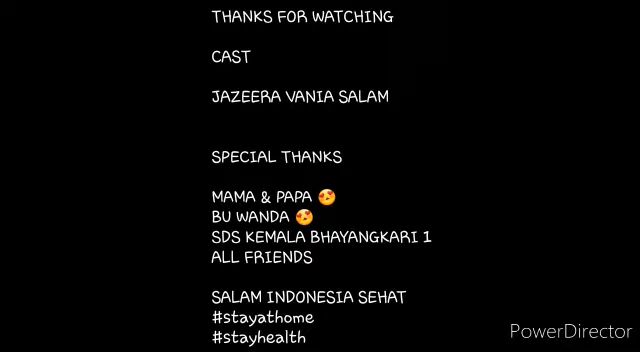 THANKS FOR WATCHING
CAST
JAZEERA VANIA SALAM
SPECIAL THANKS
MAMA & PAPA 😍
BU WANDA 😍
SDS KEMALA BHAYANGKARI 1
ALL FRIENDS
SALAM INDONESIA SEHAT
#stayathome
#stayhealth
PowerDirector